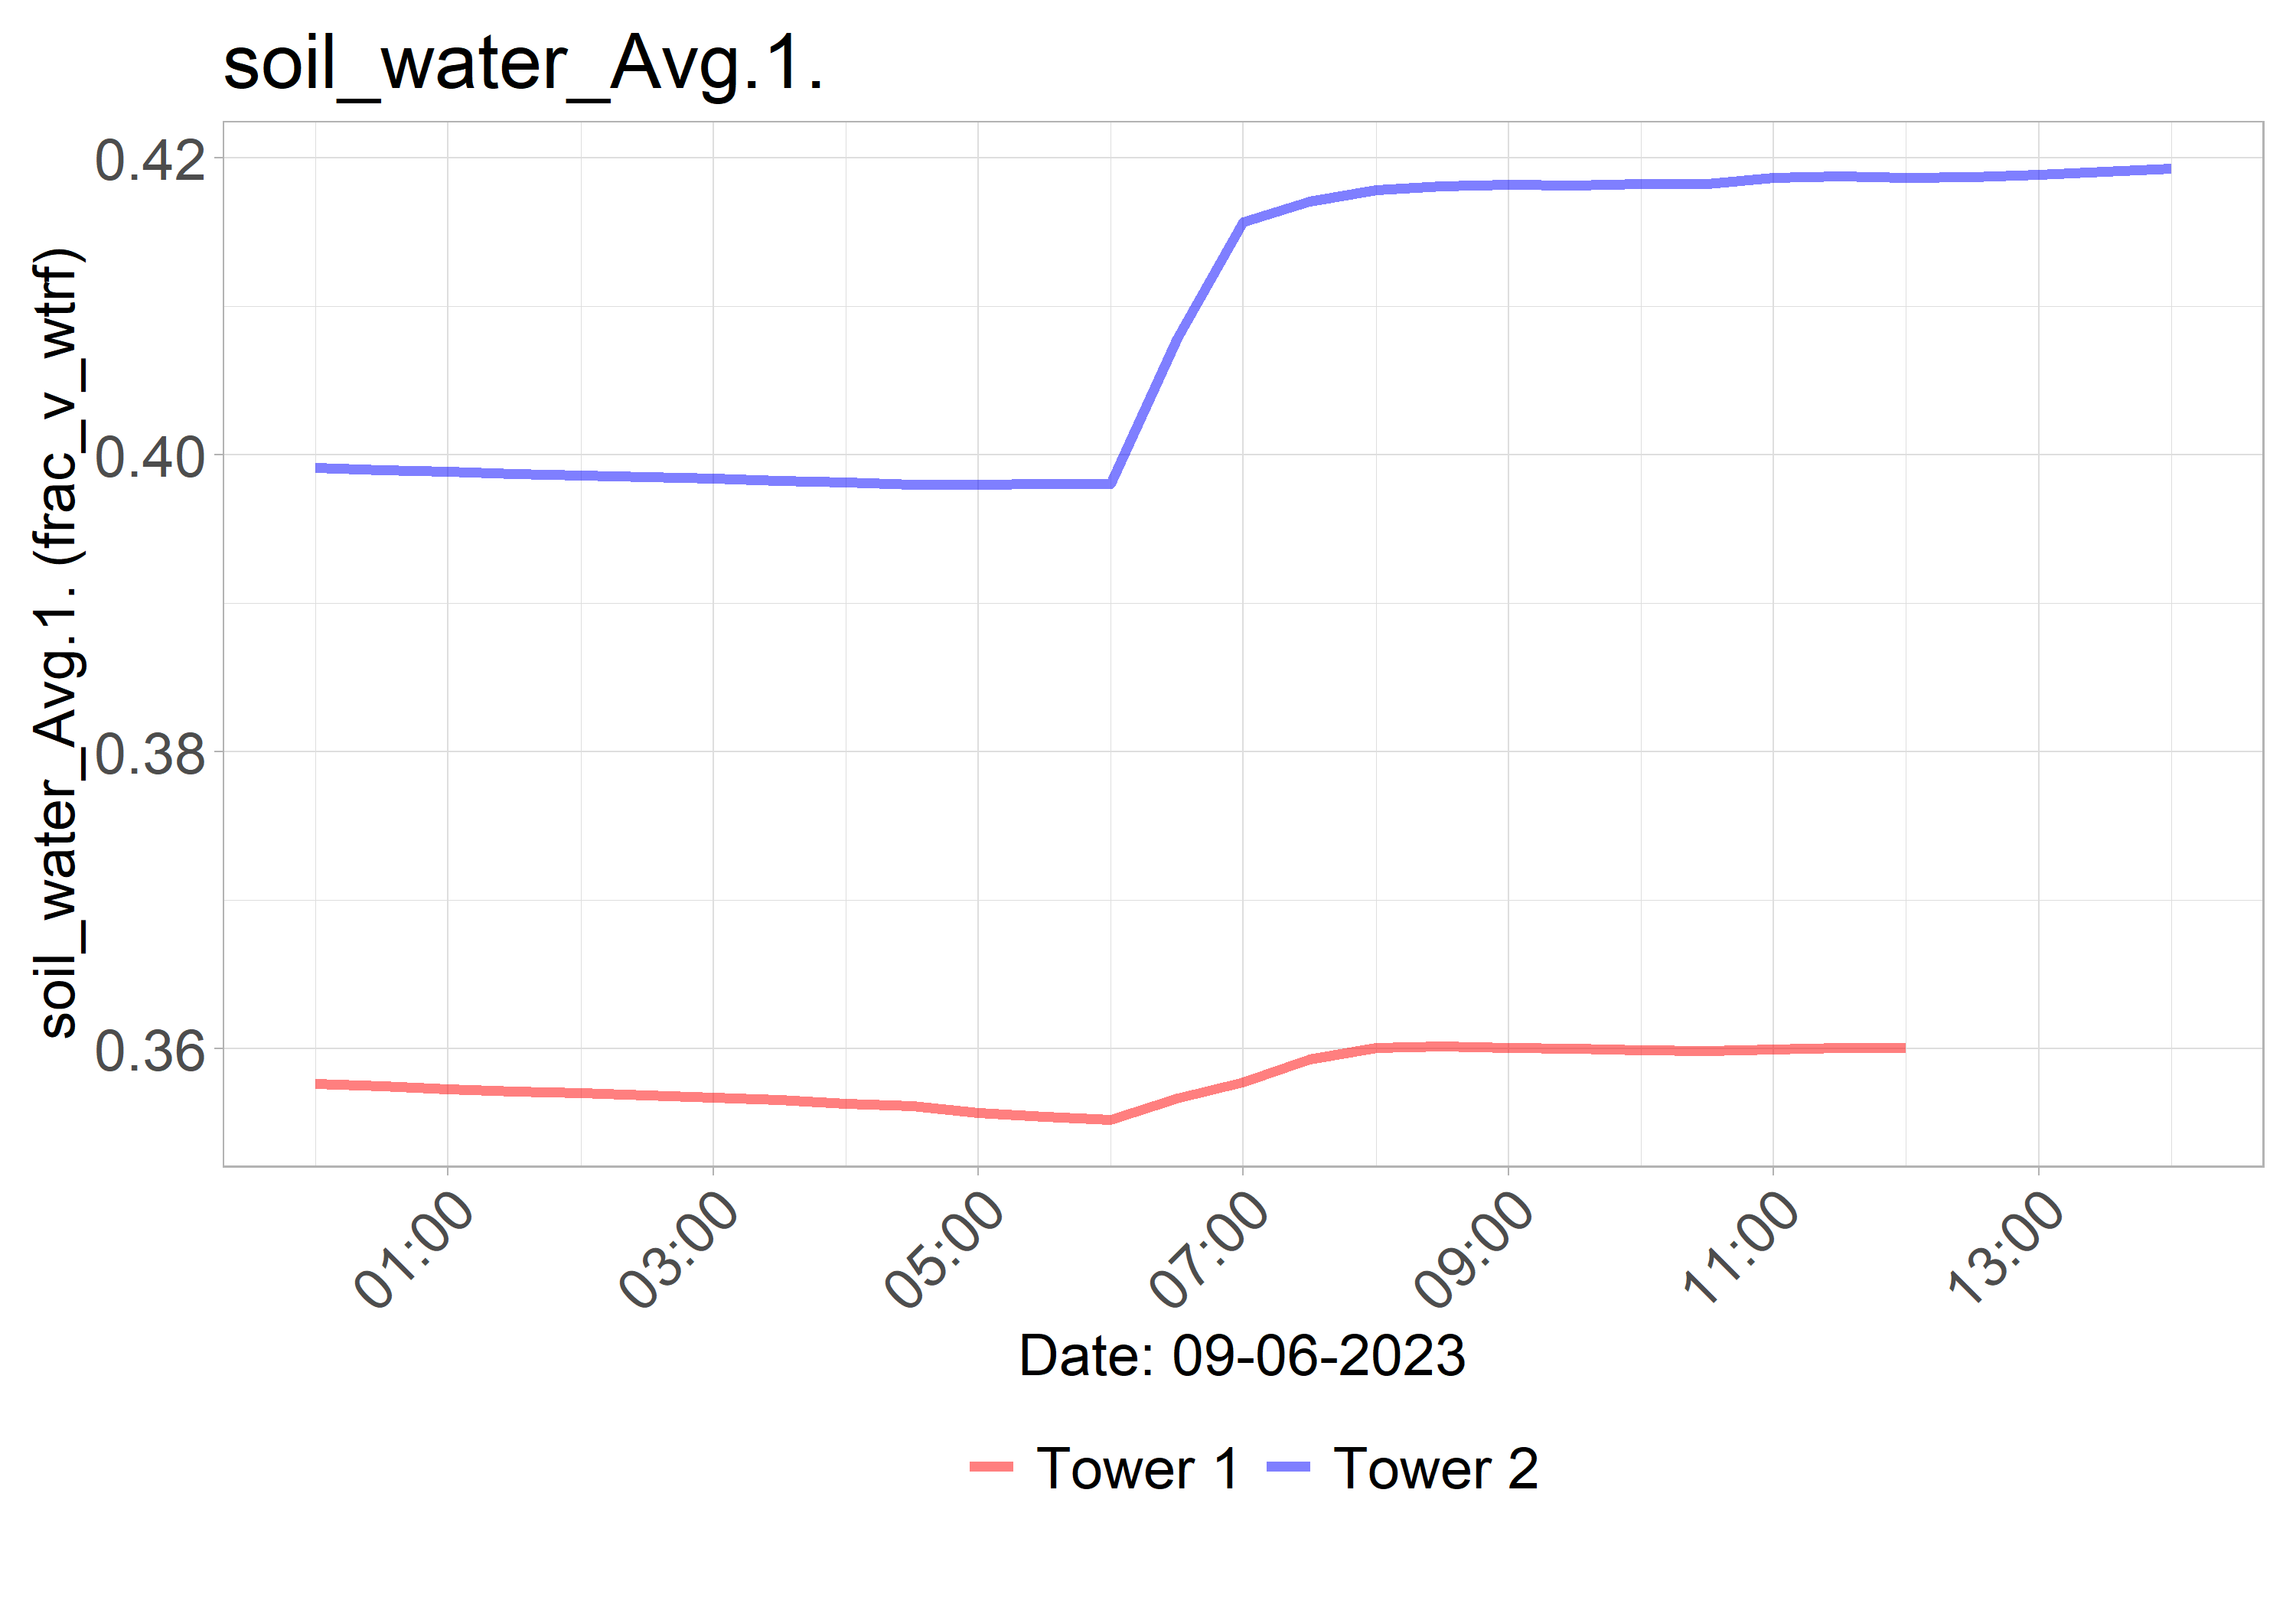 soil_water_Avg.1.
soil_water_Avg.1. (frac_v_wtrf)
0.42
0.40
0.38
0.36
01:00
03:00
05:00
07:00
09:00
11:00
13:00
Date: 09-06-2023
Tower 1
Tower 2